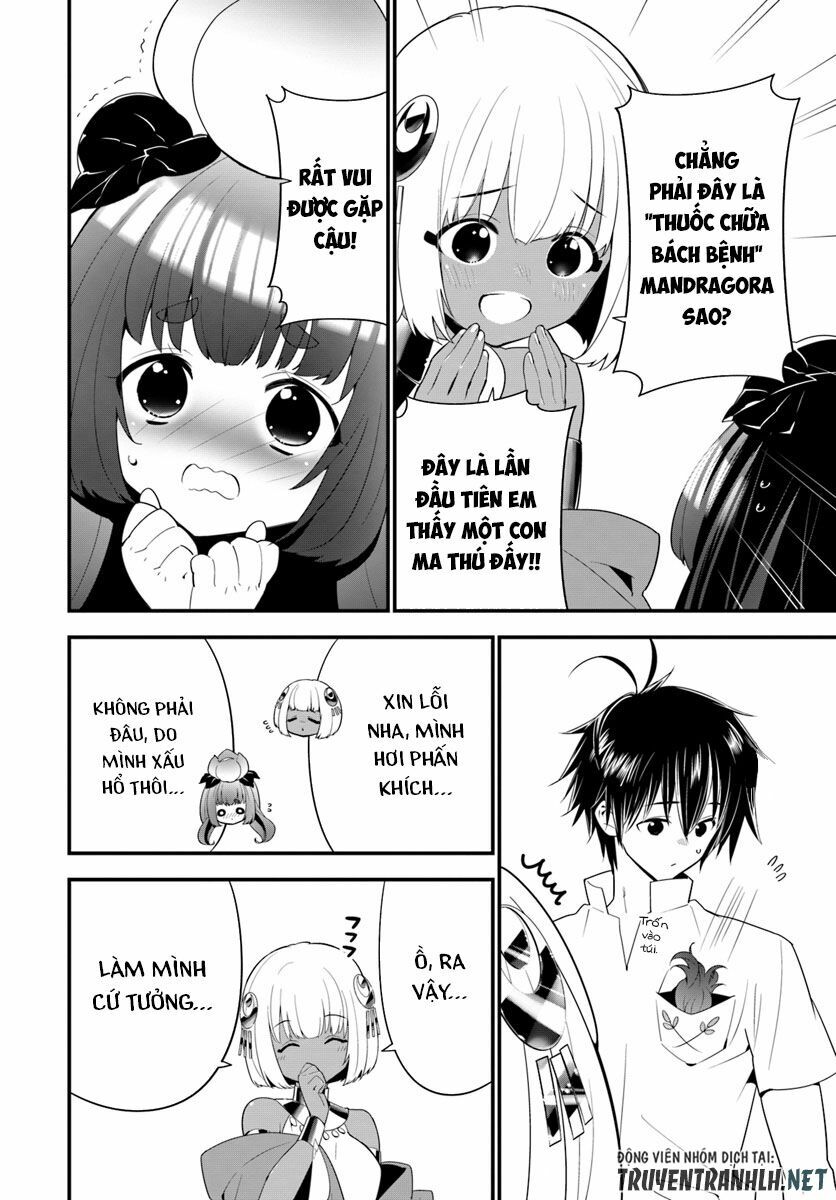 CHẲNG
PHẢI ĐÂY LÀ
"THUỐC CHỮA
BÁCH BỆNH"
MANDRAGORA
SAO?
ĐÂY LÀ LẦN
ĐẦU TIÊN EM
THẤY MỘT CON
MA THÚ ĐẤY!!
RẤT VUI
ĐƯỢC GẶP
CẬU!
Trốn
vào
túi.
XIN LỖI
NHA, MÌNH
HƠI PHẤN
KHÍCH...
KHÔNG PHẢI
ĐÂU, DO
MÌNH XẤU
HỔ THÔI...
Ồ, RA
VẬY...
LÀM MÌNH
CỨ TƯỞNG...
ĐỘNG VIÊN NHÓM DỊCH TẠI:
TRUYENTRANHLH.NET